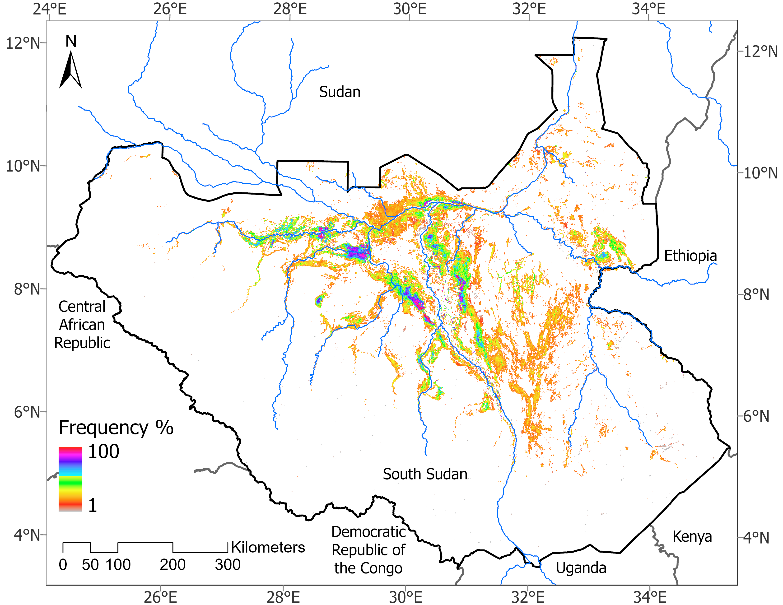 24°E 26°E 28°E 30°E 32°E 34°E
N
12°N 12°N
Sudan
10°N 10°N
Ethiopia
8°N 8°N
Central
African
Republic
6°N 6°N
Frequency %
100
1
South Sudan
4°N 4°N
Democratic
Republic of
the Congo
Kenya
Uganda
Kilometers
0 50 100 200 300
26°E 28°E 30°E 32°E 34°E